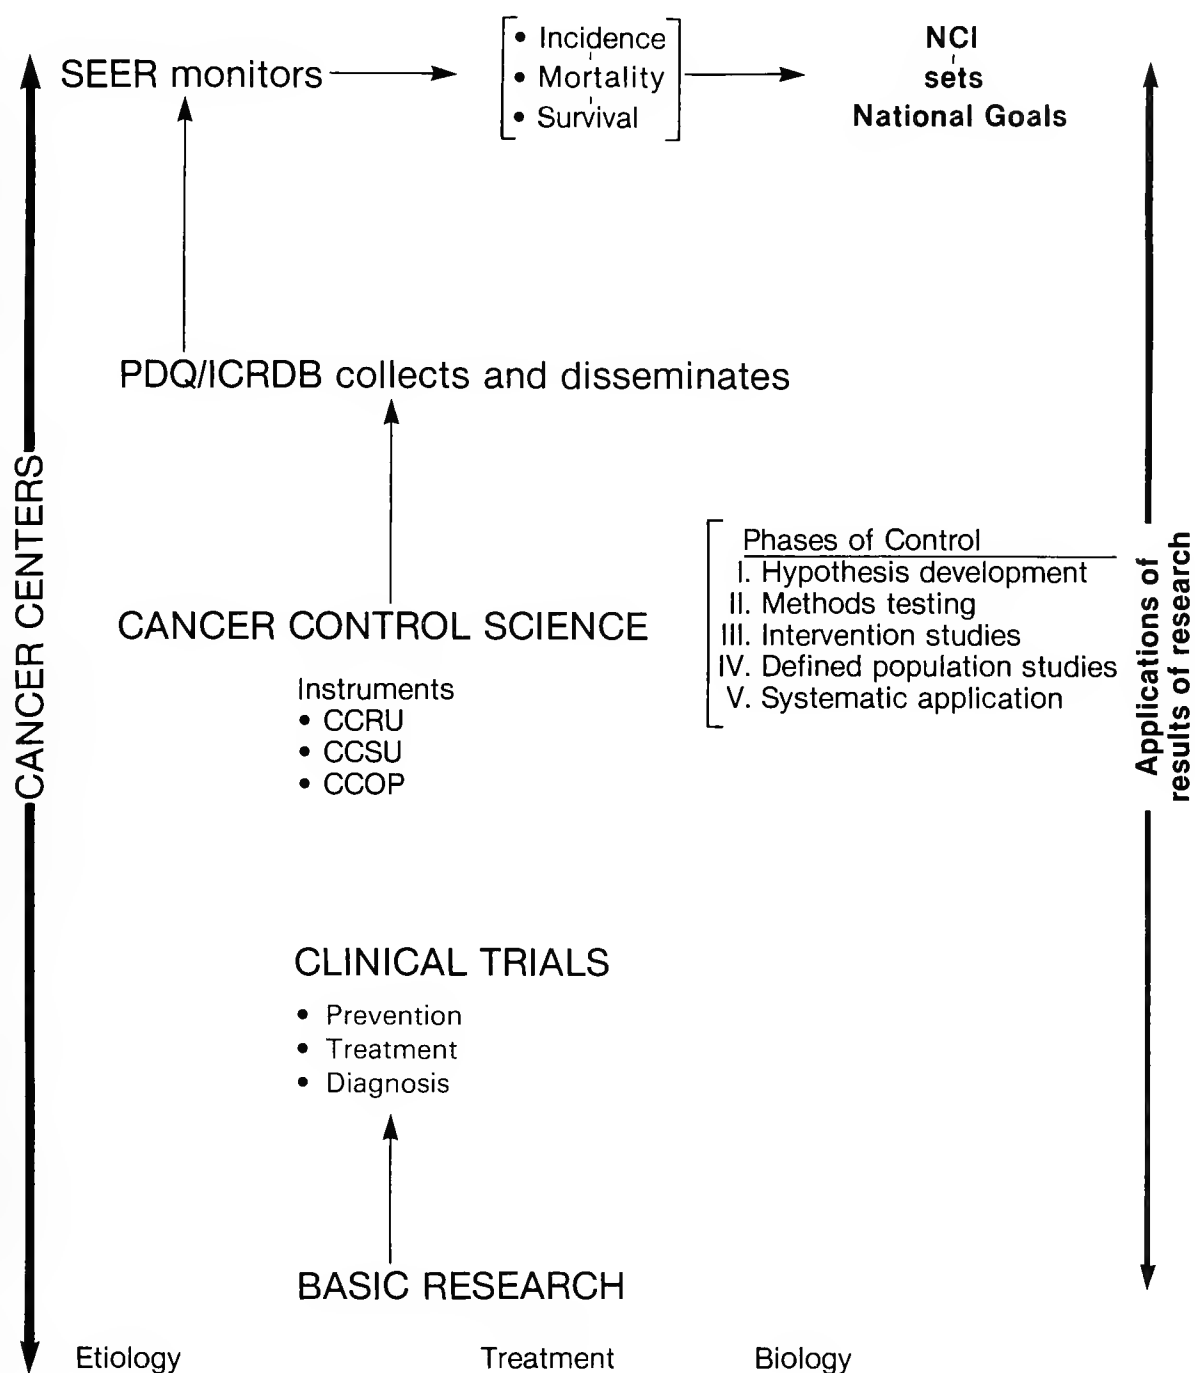 SEER monitors
• Incidence
• Mortality
• Survival
NCI
sets
National Goals
PDQ/ICRDB collects and disseminates
CANCER CENTERS
CANCER CONTROL SCIENCE
Instruments
• CCRU
• CCSU
• CCOP
Phases of Control
I. Hypothesis development
II. Methods testing
III. Intervention studies
IV. Defined population studies
V. Systematic application
Applications of
results of research
CLINICAL TRIALS
• Prevention
• Treatment
• Diagnosis
BASIC RESEARCH
Etiology
Treatment
Biology